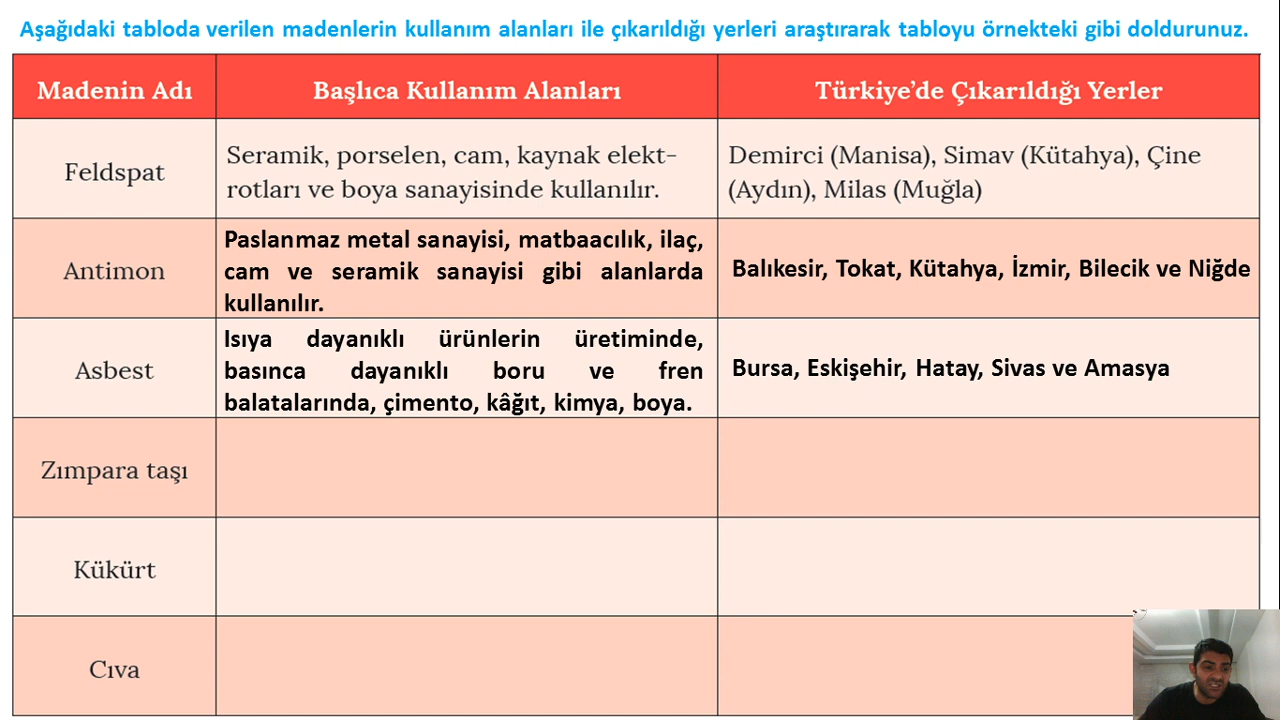 Aşağıdaki tabloda verilen madenlerin kullanım alanları ile çıkarıldığı yerleri araştırarak tabloyu örnekteki gibi doldurunuz.
Madenin Adı
Başlıca Kullanım Alanları
Türkiye’de Çıkarıldığı Yerler
Feldspat
Seramik, porselen, cam, kaynak elekt-
rotları ve boya sanayisinde kullanılır.
Demirci (Manisa), Simav (Kütahya), Çine
(Aydın), Milas (Muğla)
Antimon
Paslanmaz metal sanayisi, matbaacılık, ilaç,
cam ve seramik sanayisi gibi alanlarda
kullanılır.
Balıkesir, Tokat, Kütahya, İzmir, Bilecik ve Niğde
Asbest
Isıya dayanıklı ürünlerin üretiminde,
basınca dayanıklı boru ve fren
balatalarında, çimento, kâğıt, kimya, boya.
Bursa, Eskişehir, Hatay, Sivas ve Amasya
Zımpara taşı
Kükürt
Cıva